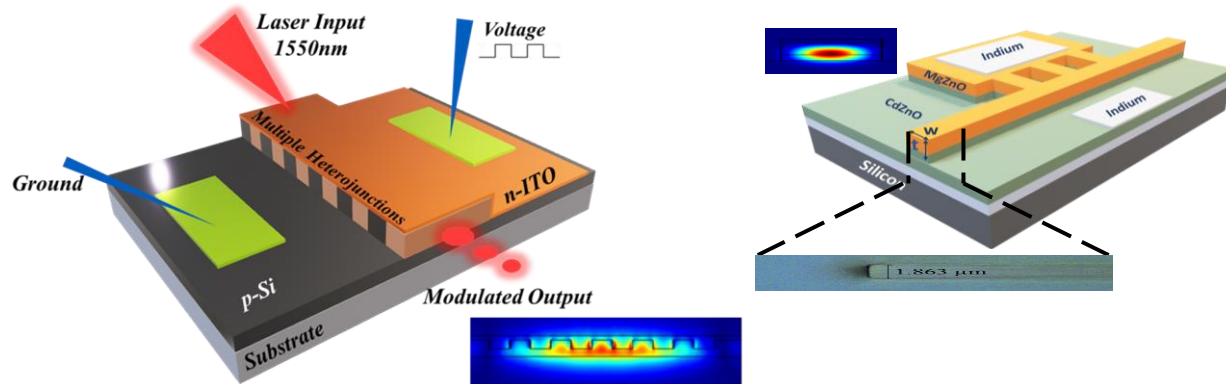 Laser Input
1550nm
Voltage
Ground
Multiple Heterojunctions
n-ITO
p-Si
Substrate
Modulated Output
Indium
MgZnO
CdZnO
Indium
w
t
Silicon
1.863 μm